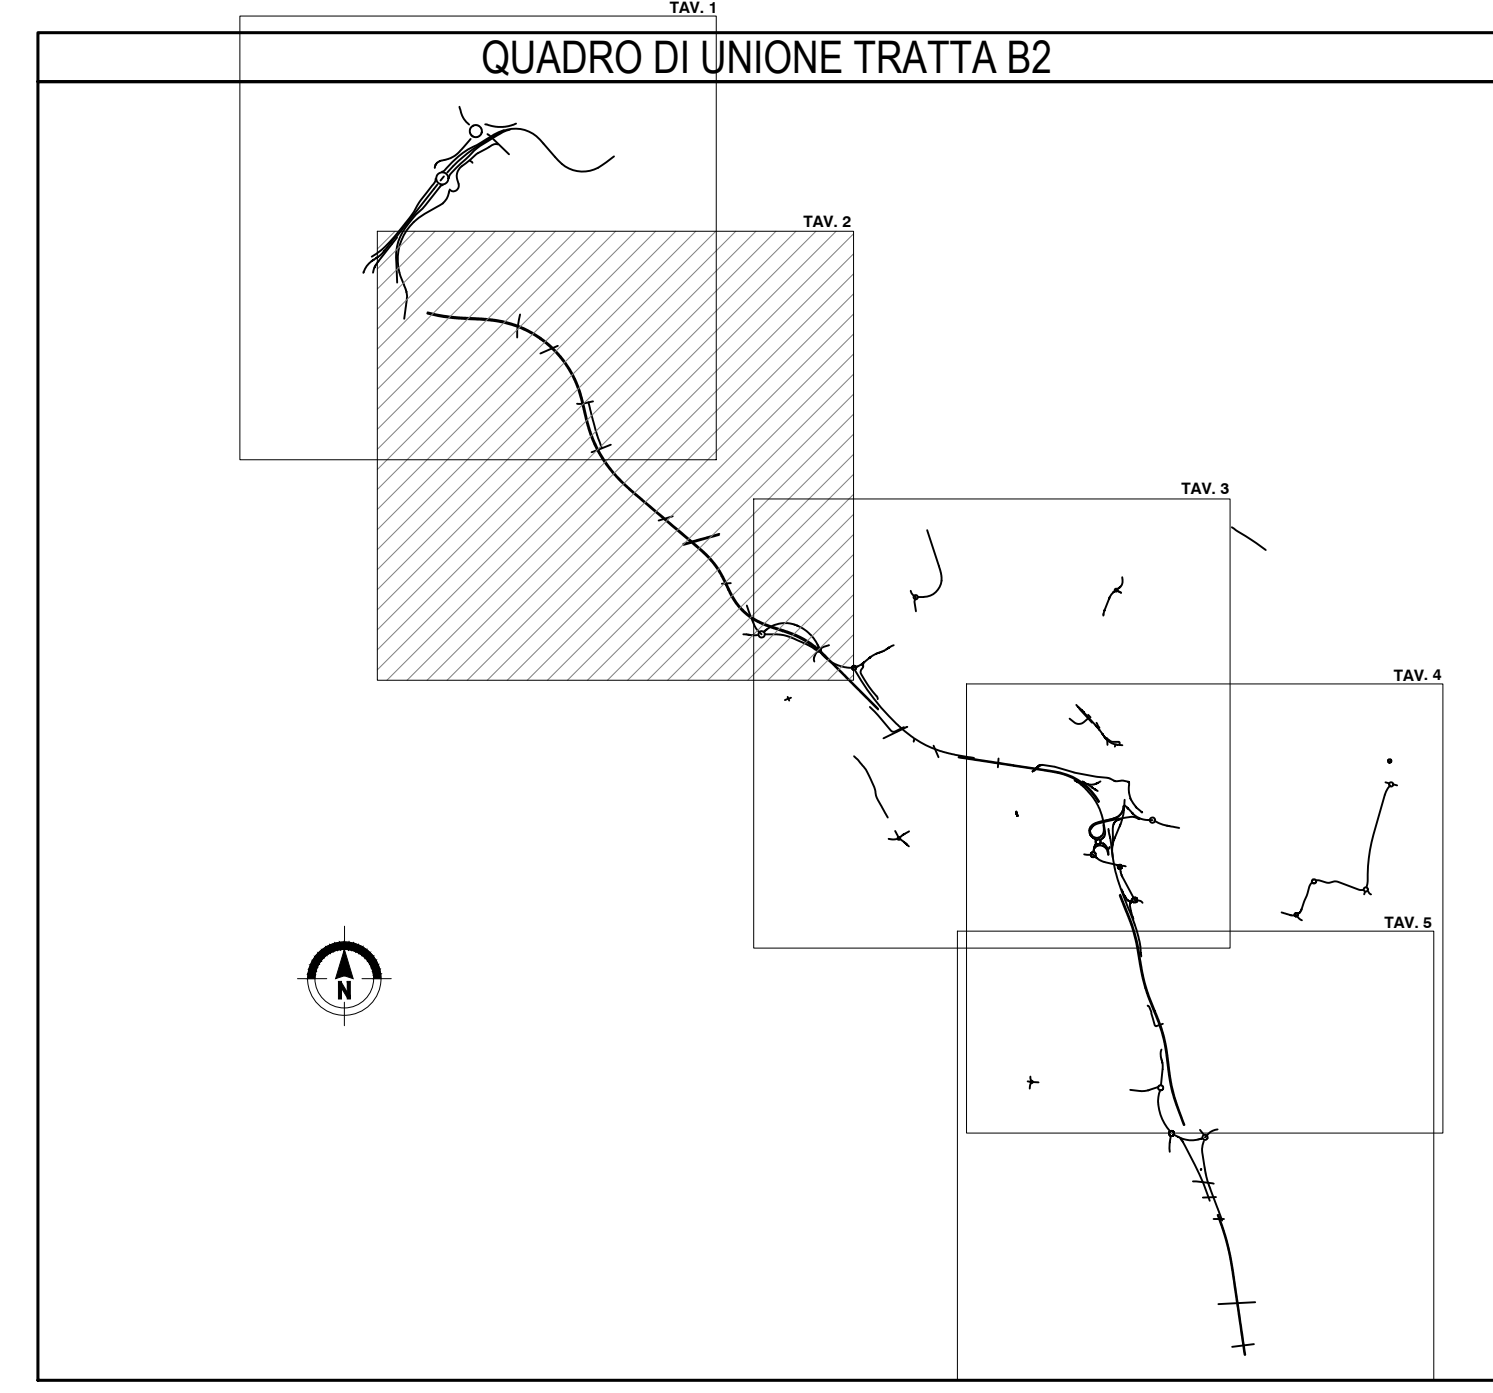 TAV. 1
QUADRO DI UNIONE TRATTA B2
TAV. 2
TAV. 3
TAV. 4
TAV. 5
N